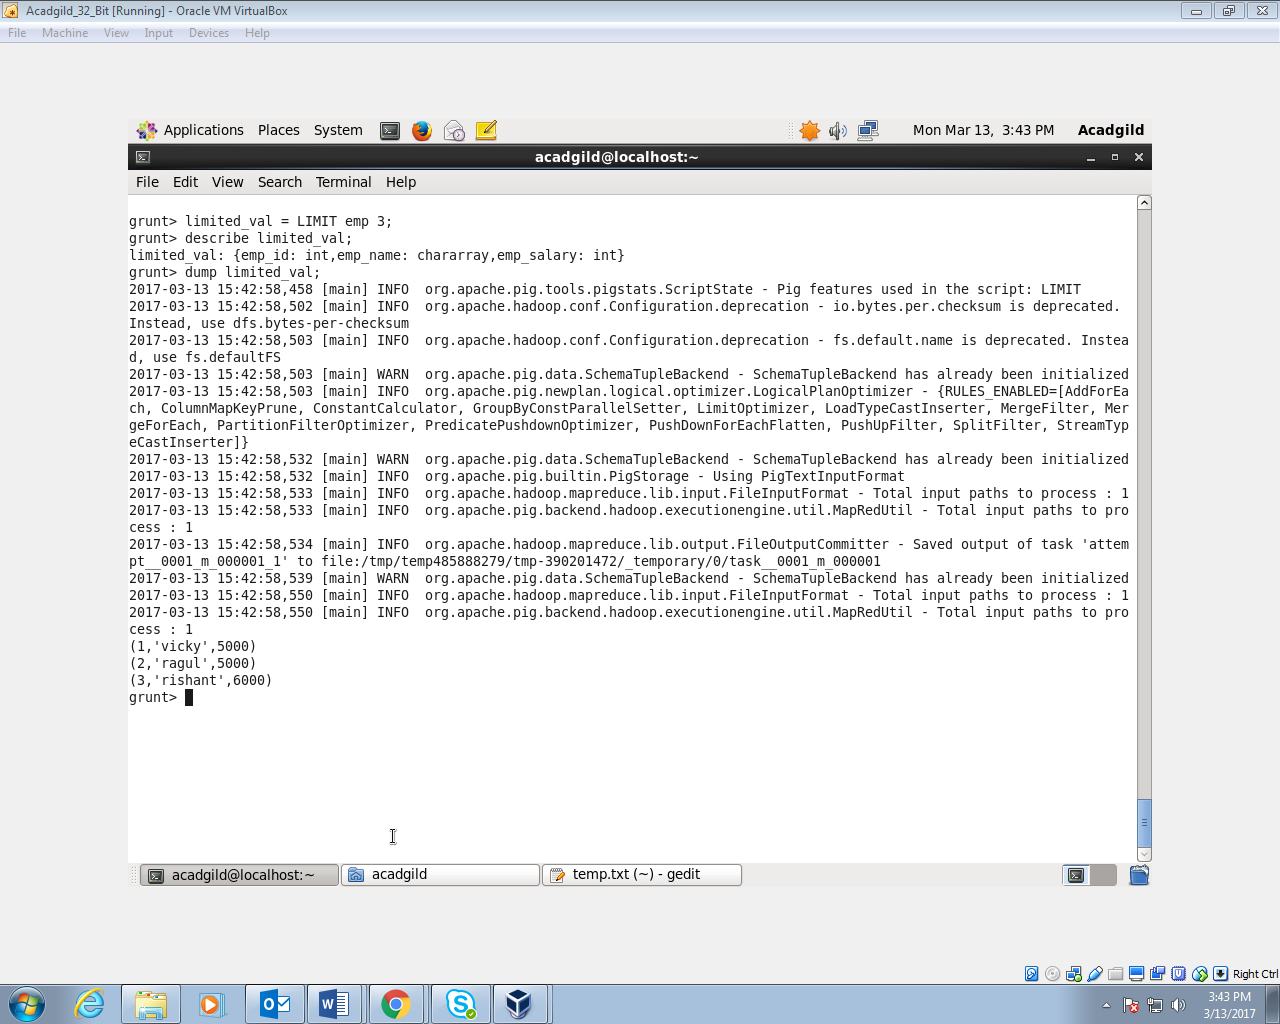 Acadgild_32_Bit [Running] - Oracle VM VirtualBox
File Machine View Input Devices Help
Applications Places System Mon Mar 13, 3:43 PM Acadgild
acadgild@localhost:~
File Edit View Search Terminal Help
grunt> limited_val = LIMIT emp 3;
grunt> describe limited_val;
limited_val: {emp_id: int,emp_name: chararray,emp_salary: int}
grunt> dump limited_val;
2017-03-13 15:42:58,458 [main] INFO  org.apache.pig.tools.pigstats.ScriptState - Pig features used in the script: LIMIT
2017-03-13 15:42:58,502 [main] INFO  org.apache.hadoop.conf.Configuration.deprecation - io.bytes.per.checksum is deprecated.
Instead, use dfs.bytes-per-checksum
2017-03-13 15:42:58,503 [main] INFO  org.apache.hadoop.conf.Configuration.deprecation - fs.default.name is deprecated. Instea
d, use fs.defaultFS
2017-03-13 15:42:58,503 [main] WARN  org.apache.pig.data.SchemaTupleBackend - SchemaTupleBackend has already been initialized
2017-03-13 15:42:58,503 [main] INFO  org.apache.pig.newplan.logical.optimizer.LogicalPlanOptimizer - {RULES_ENABLED=[AddForEa
ch, ColumnMapKeyPrune, ConstantCalculator, GroupByConstParallelSetter, LimitOptimizer, LoadTypeCastInserter, MergeFilter, Mer
geForEach, PartitionFilterOptimizer, PredicatePushdownOptimizer, PushDownForEachFlatten, PushUpFilter, SplitFilter, StreamTyp
eCastInserter]}
2017-03-13 15:42:58,532 [main] WARN  org.apache.pig.data.SchemaTupleBackend - SchemaTupleBackend has already been initialized
2017-03-13 15:42:58,532 [main] INFO  org.apache.pig.builtin.PigStorage - Using PigTextInputFormat
2017-03-13 15:42:58,533 [main] INFO  org.apache.hadoop.mapreduce.lib.input.FileInputFormat - Total input paths to process : 1
2017-03-13 15:42:58,533 [main] INFO  org.apache.pig.backend.hadoop.executionengine.util.MapRedUtil - Total input paths to pro
cess : 1
2017-03-13 15:42:58,534 [main] INFO  org.apache.hadoop.mapreduce.lib.output.FileOutputCommitter - Saved output of task 'attem
pt__0001_m_000001_1' to file:/tmp/temp485888279/tmp-390201472/_temporary/0/task__0001_m_000001
2017-03-13 15:42:58,539 [main] WARN  org.apache.pig.data.SchemaTupleBackend - SchemaTupleBackend has already been initialized
2017-03-13 15:42:58,550 [main] INFO  org.apache.hadoop.mapreduce.lib.input.FileInputFormat - Total input paths to process : 1
2017-03-13 15:42:58,550 [main] INFO  org.apache.pig.backend.hadoop.executionengine.util.MapRedUtil - Total input paths to pro
cess : 1
(1,'vicky',5000)
(2,'ragul',5000)
(3,'rishant',6000)
grunt>
acadgild@localhost:~ acadgild temp.txt (~) - gedit
Right Ctrl
3:43 PM
3/13/2017